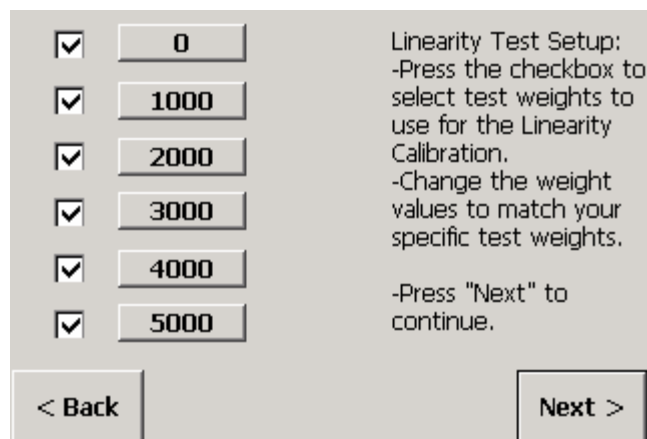 0
1000
2000
3000
4000
5000
Linearity Test Setup:
-Press the checkbox to
select test weights to
use for the Linearity
Calibration.
-Change the weight
values to match your
specific test weights.
-Press "Next" to
continue.
< Back
Next >